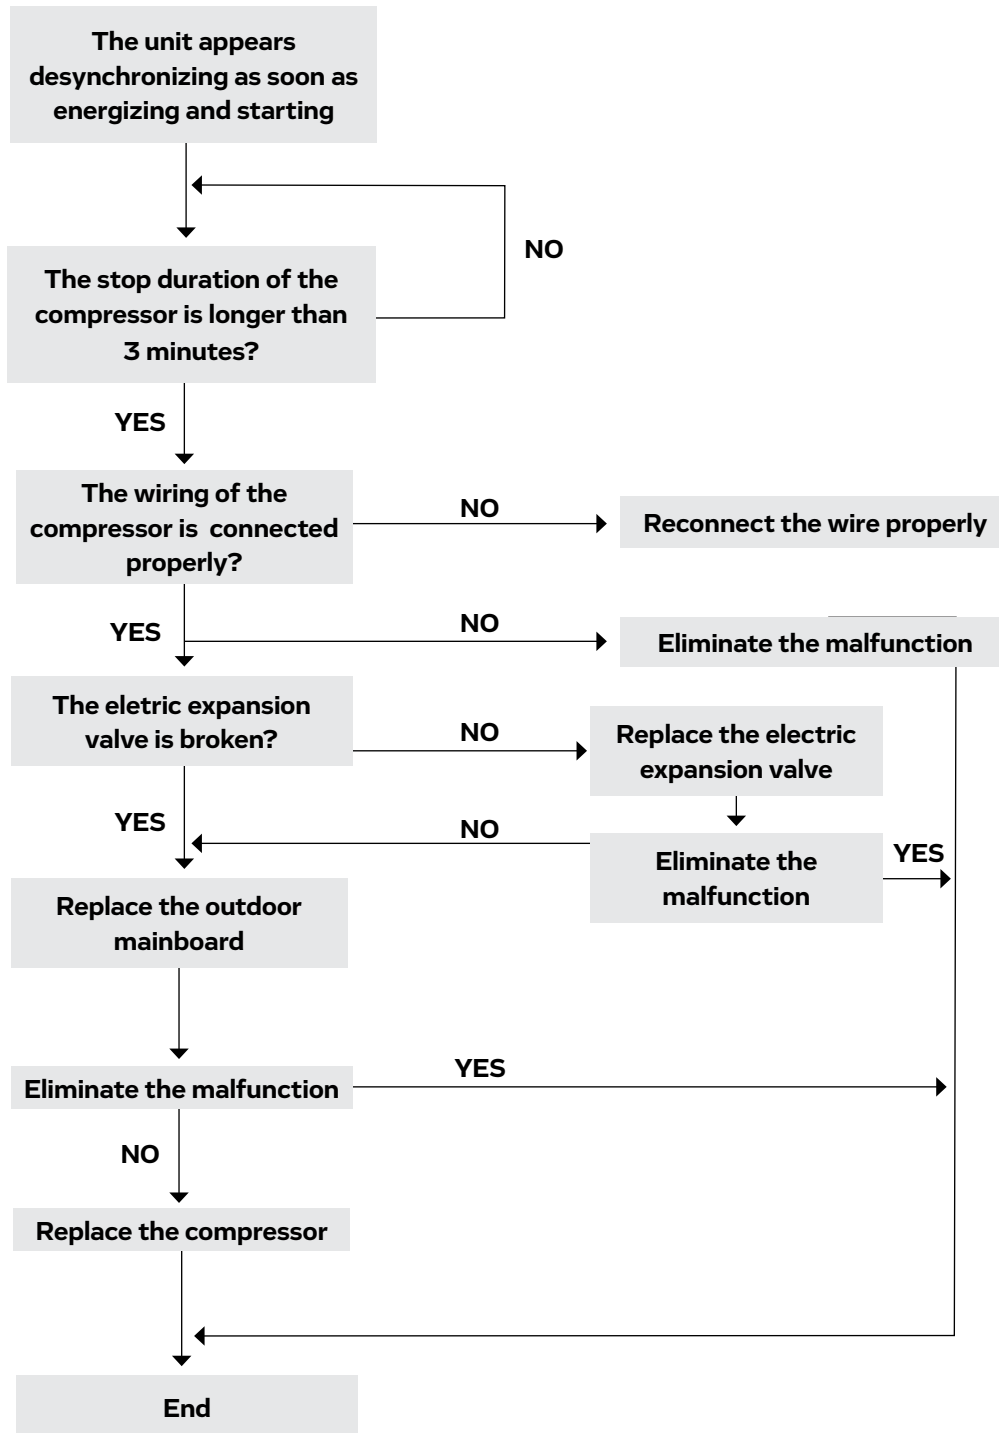 The unit appears
desynchronizing as soon as
energizing and starting
NO
The stop duration of the
compressor is longer than
3 minutes?
YES
The wiring of the
compressor is connected
properly?
NO
Reconnect the wire properly
YES
NO
Eliminate the malfunction
The eletric expansion
valve is broken?
NO
Replace the electric
expansion valve
YES
NO
Eliminate the
malfunction
YES
Replace the outdoor
mainboard
Eliminate the malfunction
YES
NO
Replace the compressor
End